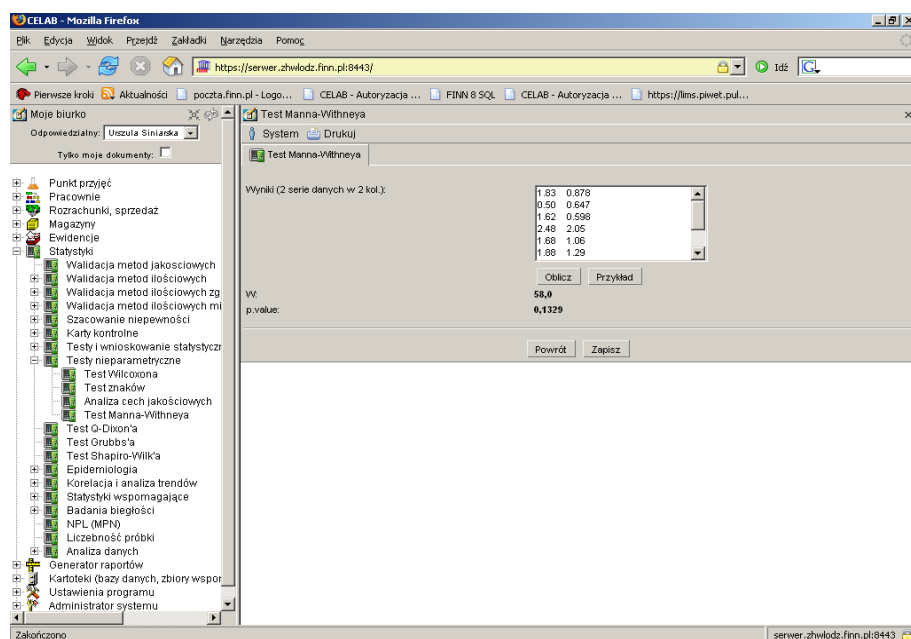 CELAB - Mozilla Firefox
Plik Edycja Widok Przejdź Zakładki Narzędzia Pomoc
https://serwer.zhwlodz.finn.pl:8443/
Idź
Pierwsze kroki Aktualności poczta.finn.pl - Logo... CELAB - Autoryzacja ... FINN 8 SQL CELAB - Autoryzacja ... https://lims.piwet.pul...
Moje biurko
Odpowiedzialny: Urszula Siniarska
Tylko moje dokumenty:
Punkt przyjęć
Pracownie
Rozrachunki, sprzedaż
Magazyny
Ewidencje
Statystyki
Walidacja metod jakosciowych
Walidacja metod ilościowych
Walidacja metod ilościowych zg
Walidacja metod ilościowych mi
Szacowanie niepewności
Karty kontrolne
Testy i wnioskowanie statystyczn
Testy nieparametryczne
Test Wilcoxona
Test znaków
Analiza cech jakościowych
Test Manna-Withneya
Test Q-Dixon'a
Test Grubbs'a
Test Shapiro-Wilk'a
Epidemiologia
Korelacja i analiza trendów
Statystyki wspomagające
Badania biegłości
NPL (MPN)
Liczebność próbki
Analiza danych
Generator raportów
Kartoteki (bazy danych, zbiory wspor
Ustawienia programu
Administrator systemu
Test Manna-Withneya
System Drukuj
Test Manna-Withneya
Wyniki (2 serie danych w 2 kol.):
1.83 0.878
0.50 0.647
1.62 0.598
2.48 2.05
1.68 1.06
1.88 1.29
Oblicz Przykład
W: 58,0
p.value: 0,1329
Powrót Zapisz
Zakończono
serwer.zhwlodz.finn.pl:8443